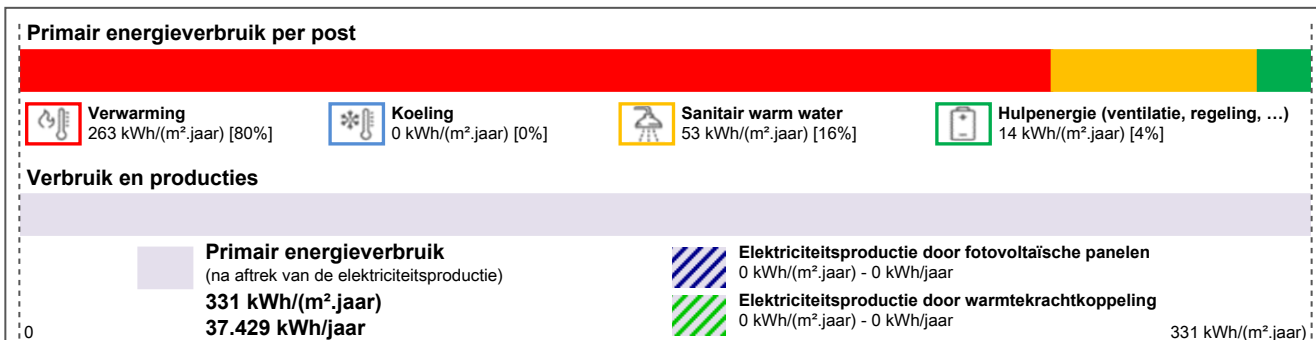 Primair energieverbruik per post
Verwarming
263 kWh/(m².jaar) [80%]
Koeling
0 kWh/(m².jaar) [0%]
Sanitair warm water
53 kWh/(m².jaar) [16%]
Hulpenergie (ventilatie, regeling, …)
14 kWh/(m².jaar) [4%]
Verbruik en producties
Primair energieverbruik
(na aftrek van de elektriciteitsproductie)
331 kWh/(m².jaar)
37.429 kWh/jaar
Elektriciteitsproductie door fotovoltaïsche panelen
0 kWh/(m².jaar) - 0 kWh/jaar
Elektriciteitsproductie door warmtekrachtkoppeling
0 kWh/(m².jaar) - 0 kWh/jaar
0
331 kWh/(m².jaar)